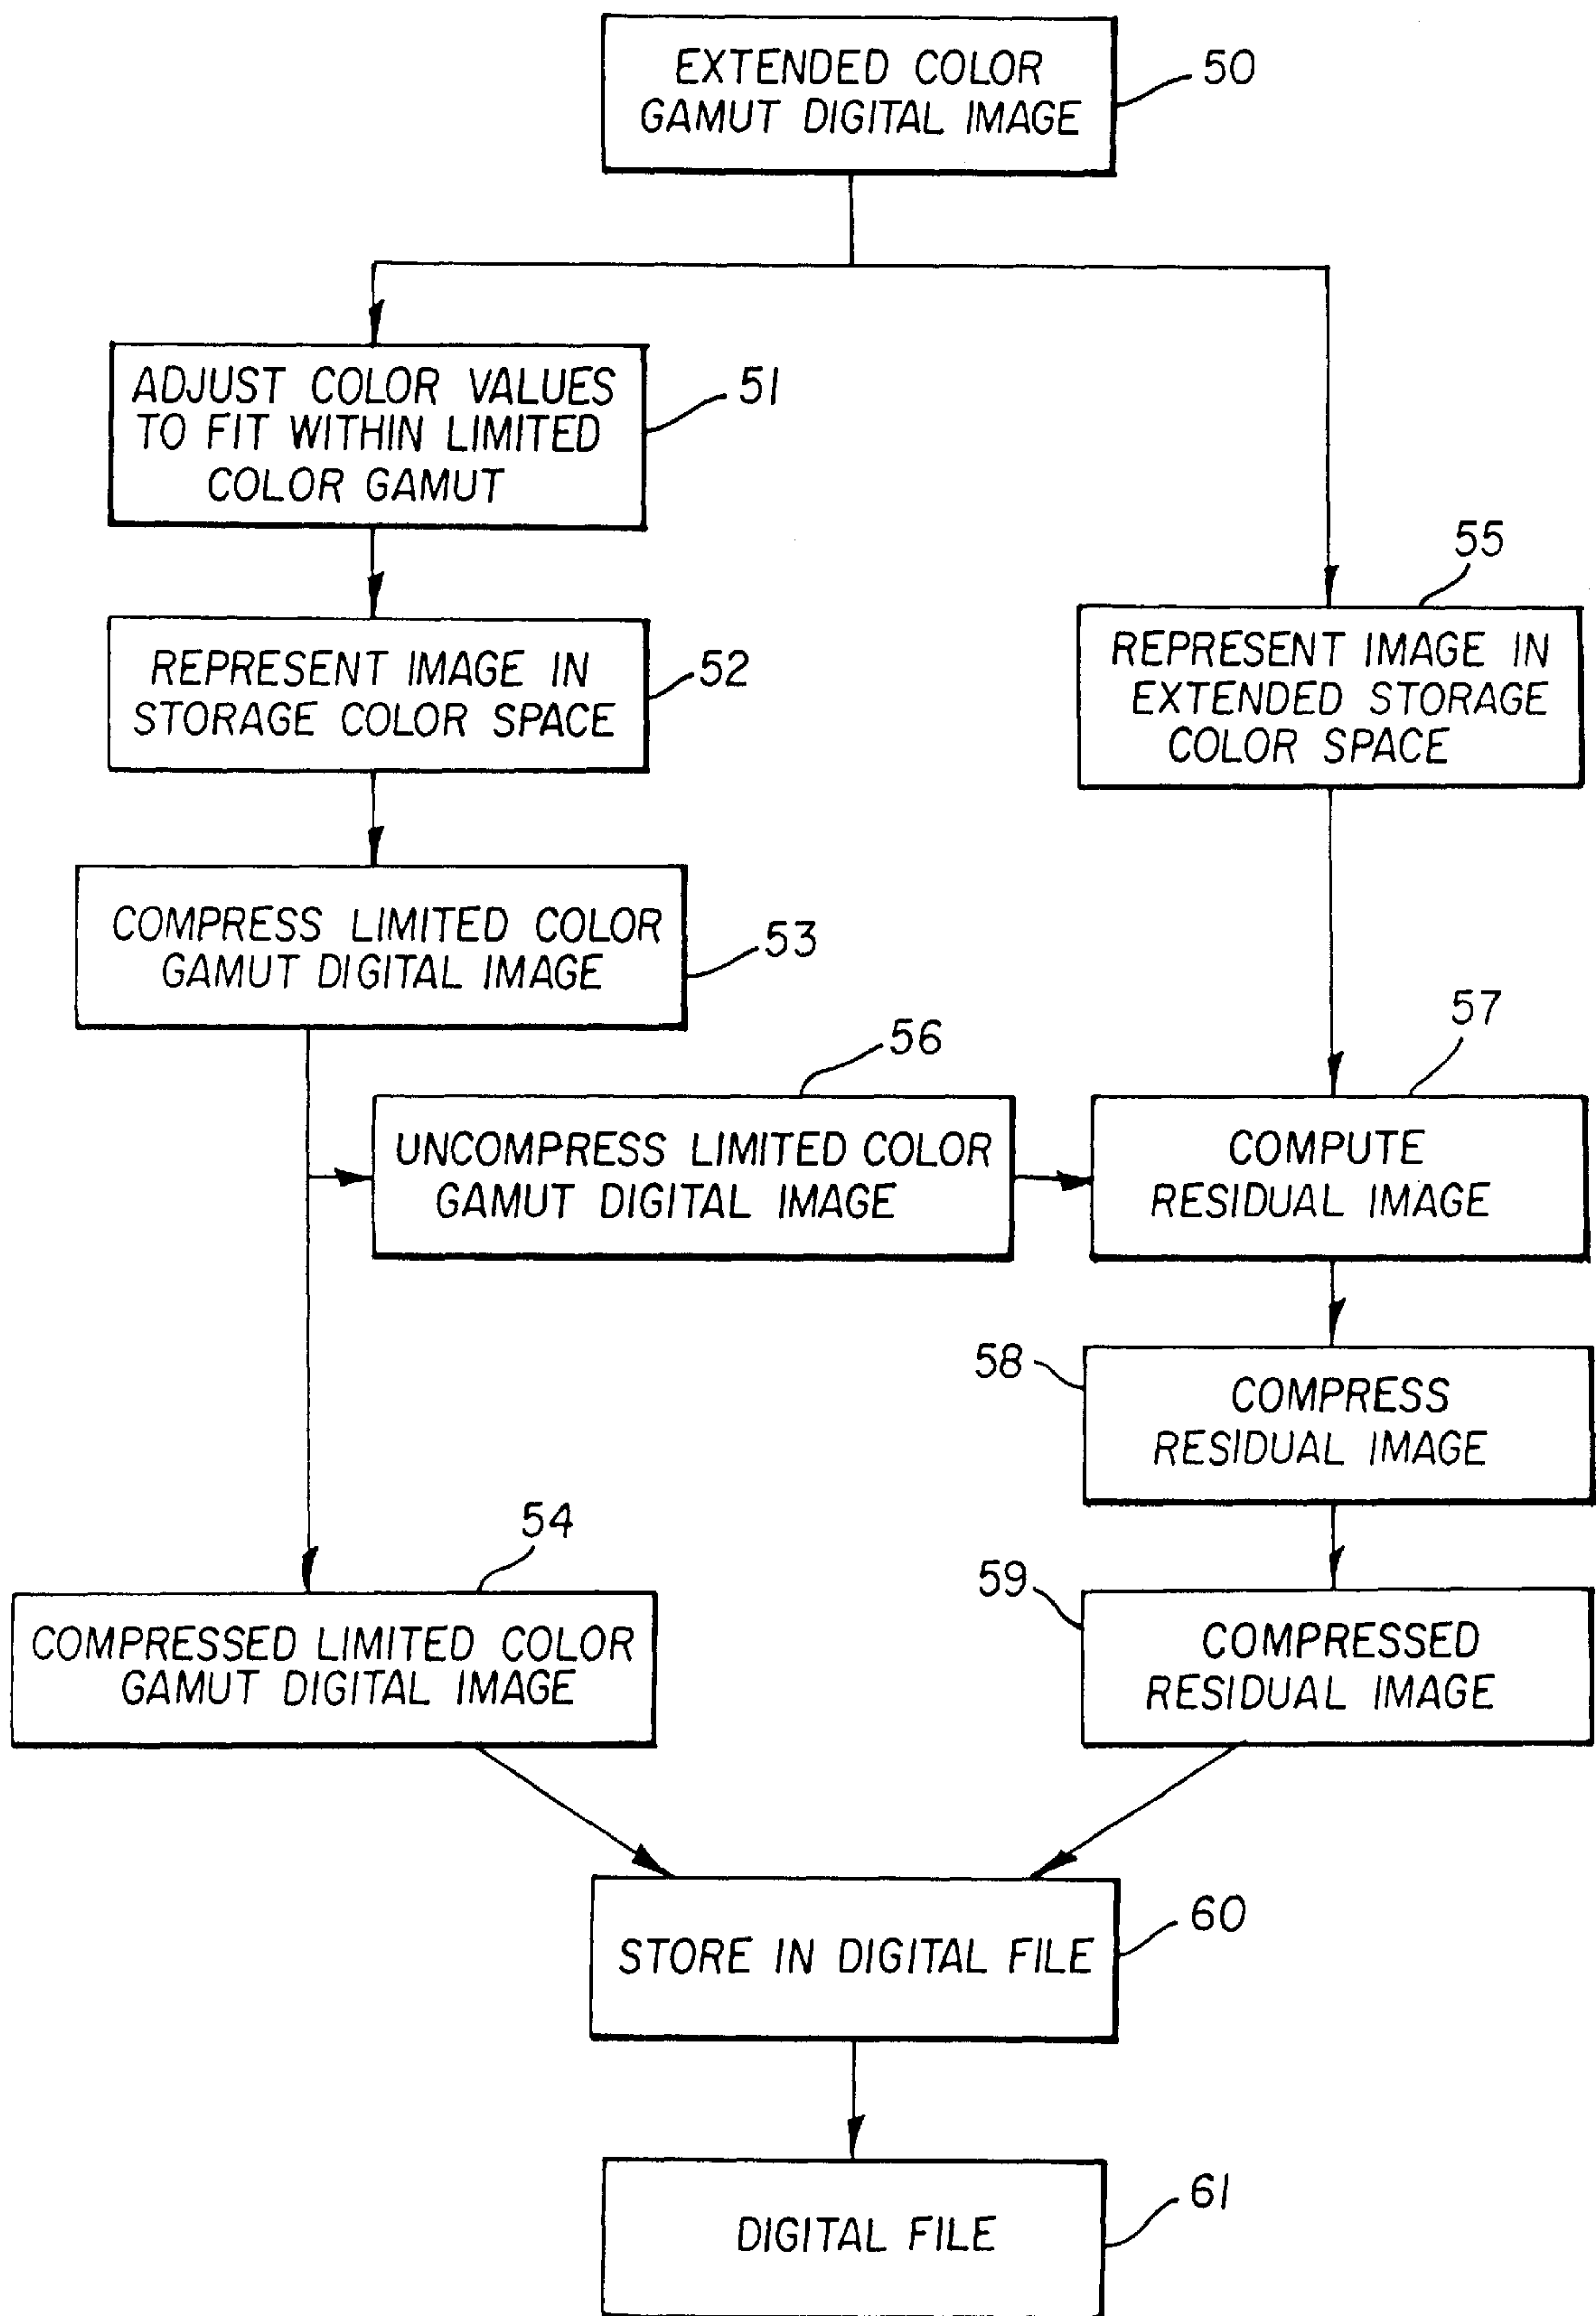 EXTENDED COLOR
GAMUT DIGITAL IMAGE
50
ADJUST COLOR VALUES
TO FIT WITHIN LIMITED
COLOR GAMUT
51
REPRESENT IMAGE IN
STORAGE COLOR SPACE
52
55
REPRESENT IMAGE IN
EXTENDED STORAGE
COLOR SPACE
COMPRESS LIMITED COLOR
GAMUT DIGITAL IMAGE
53
56
UNCOMPRESS LIMITED COLOR
GAMUT DIGITAL IMAGE
57
COMPUTE
RESIDUAL IMAGE
58
COMPRESS
RESIDUAL IMAGE
54
COMPRESSED LIMITED COLOR
GAMUT DIGITAL IMAGE
59
COMPRESSED
RESIDUAL IMAGE
60
STORE IN DIGITAL FILE
61
DIGITAL FILE